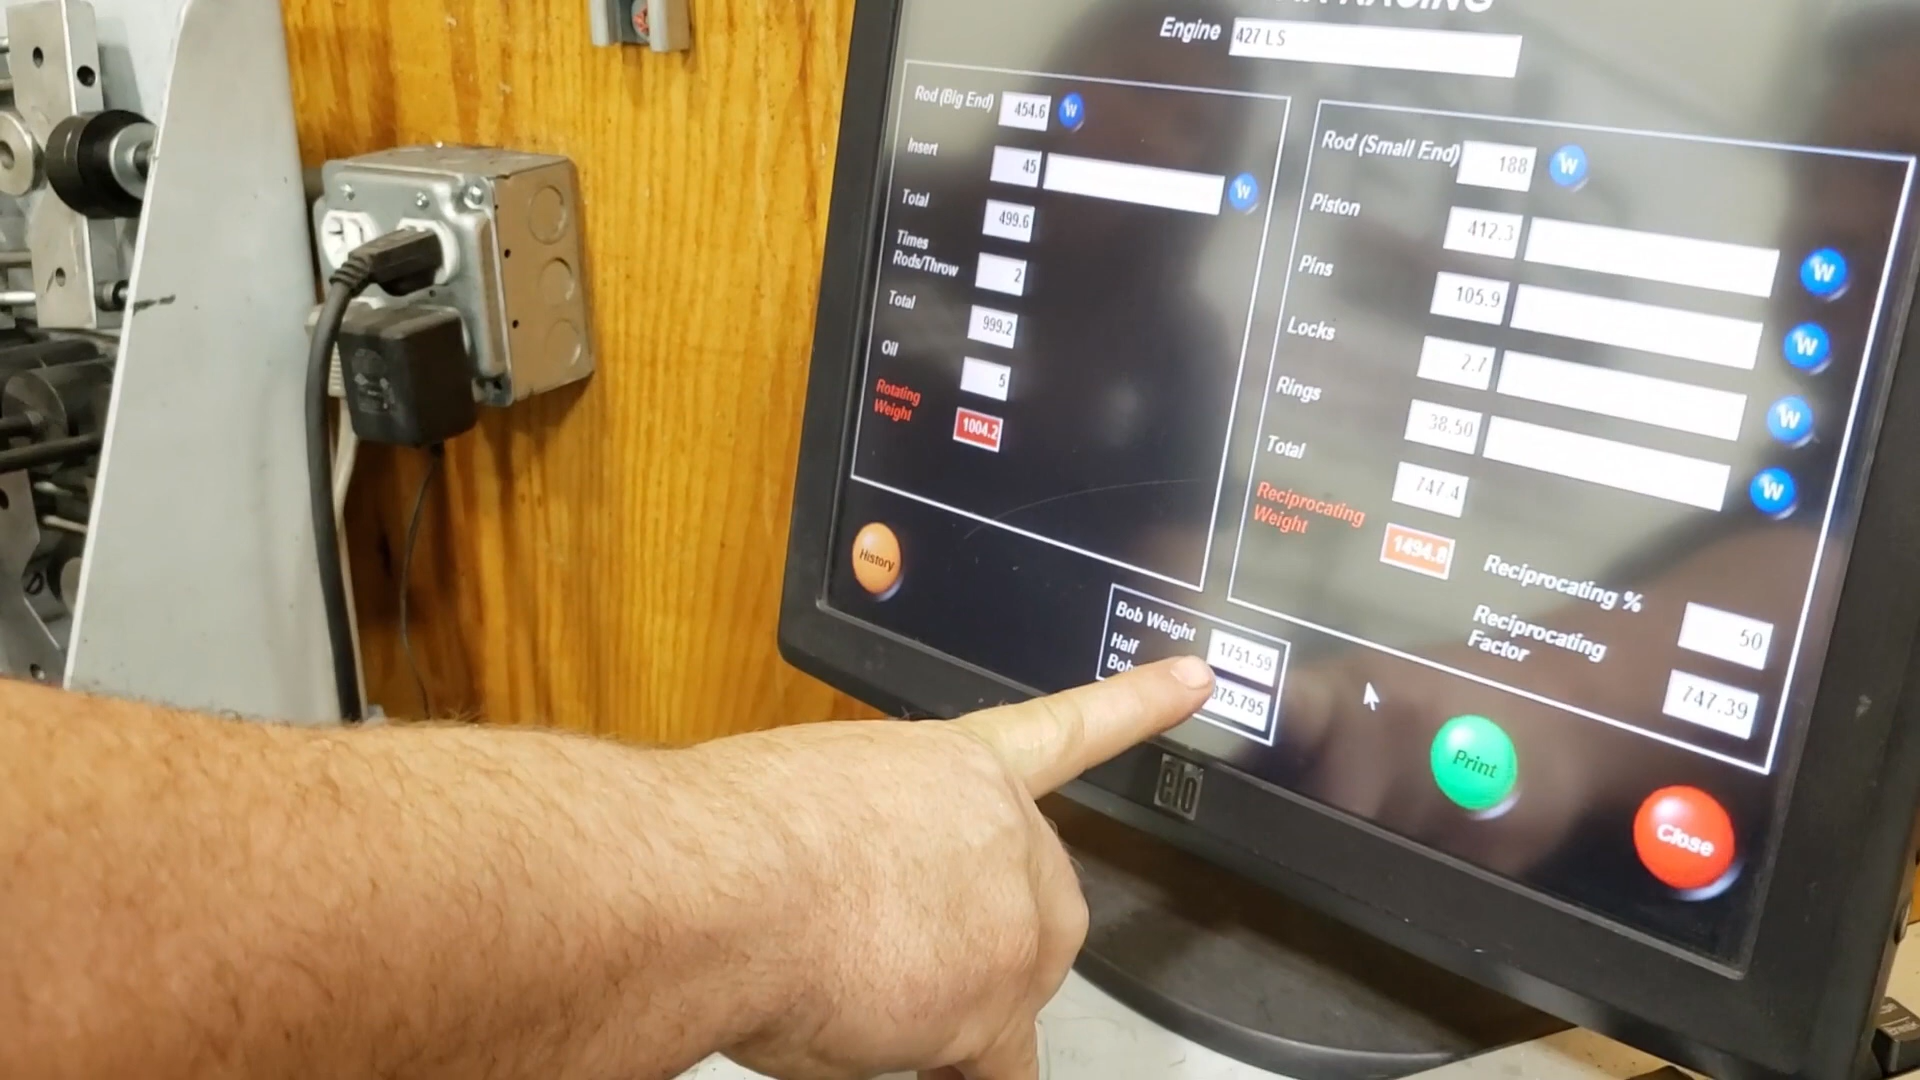 RACING
Engine 427 LS
Rod (Big End) 454.6 W
Insert 45 W
Total 499.6
Times
Rods/Throw 2
Total 999.2
Oil 5
Rotating
Weight 1004.2
History
Rod (Small End) 188 W
Piston 412.3 W
Pins 105.9 W
Locks 2.7 W
Rings 38.50 W
Total 747.4
Reciprocating
Weight 1494.8
Reciprocating % 50
Reciprocating
Factor 747.39
Bob Weight 1751.59
Half
Bob 875.795
Print
Close
elo